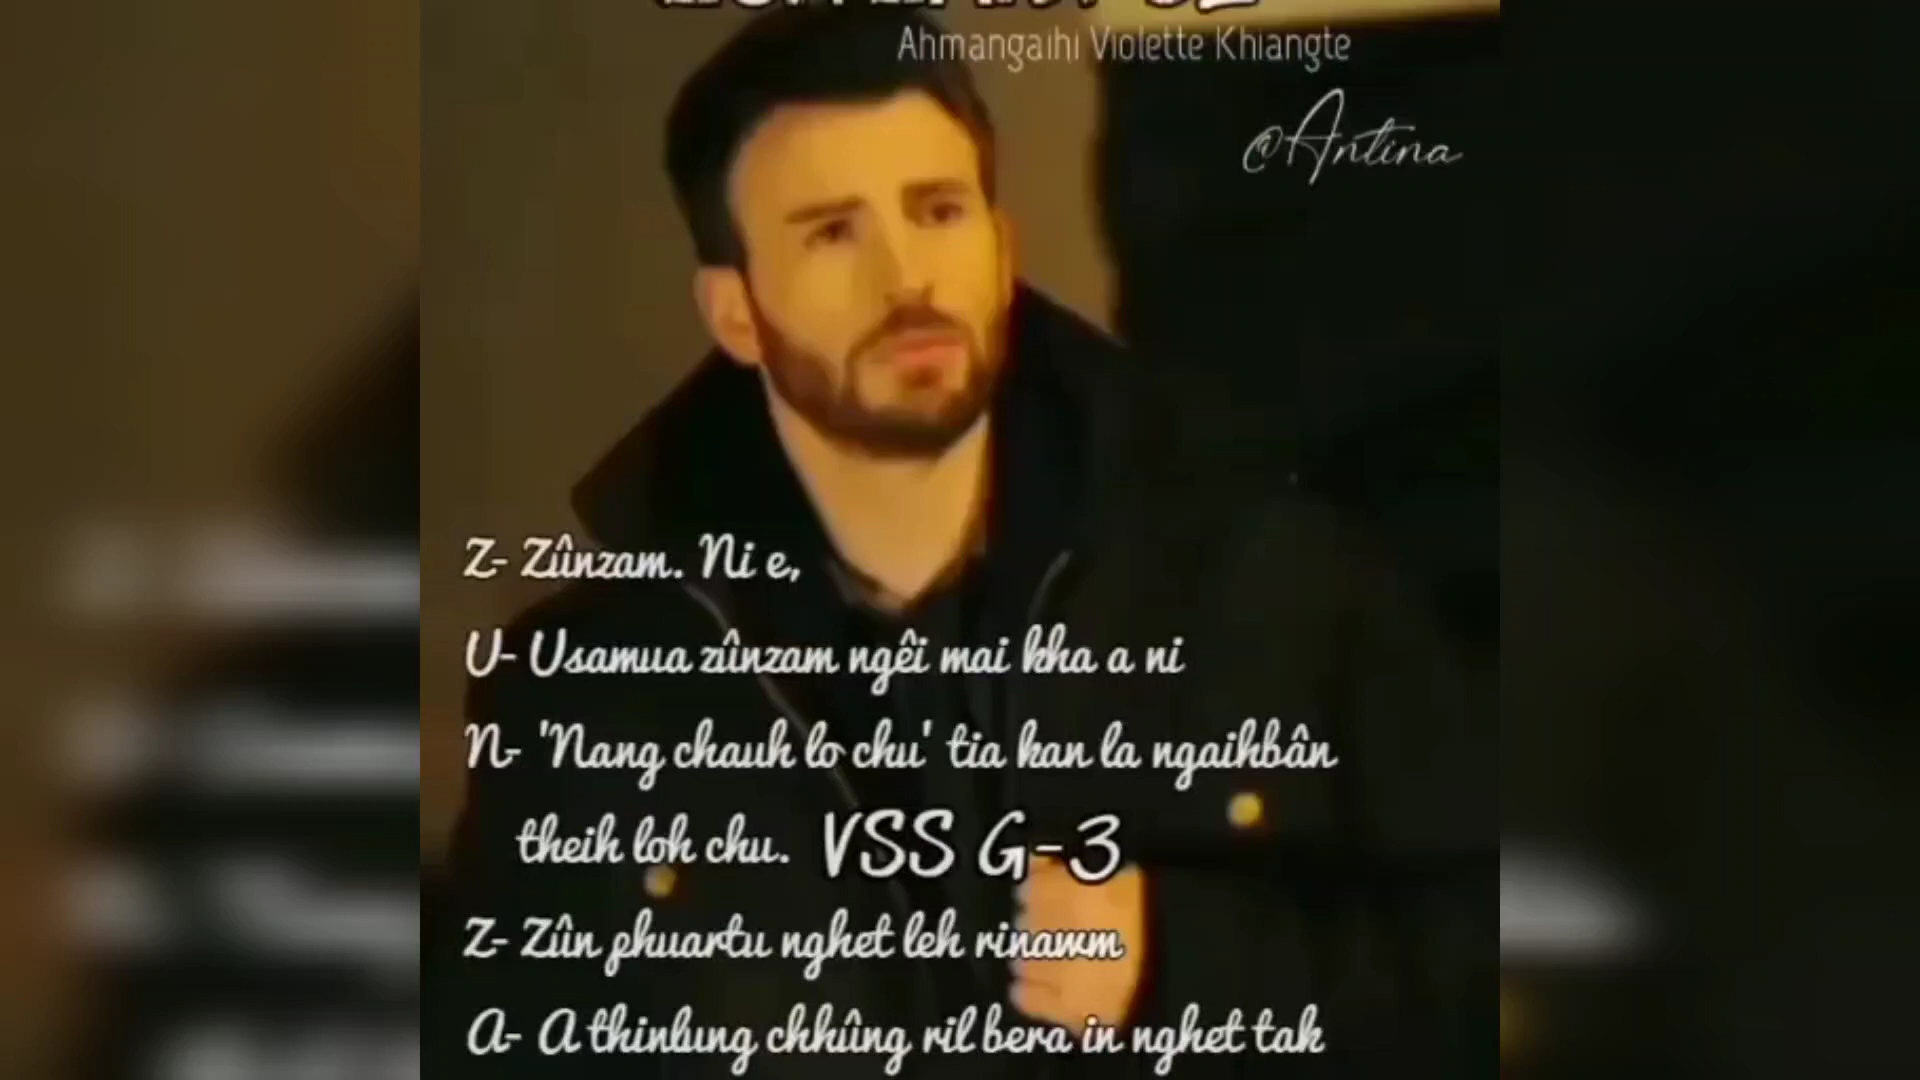 Ahmangaihi Violette Khiangte
@Antina
Z- Zûnzam. Ni e,
U- Usamua zûnzam ngêi mai kha a ni
N- 'Nang chauh lo chu' tia kan la ngaihbân
theih loh chu. VSS G-3
Z- Zûn phuartu nghet leh rinawm
A- A thinlung chhûng ril bera in nghet tak